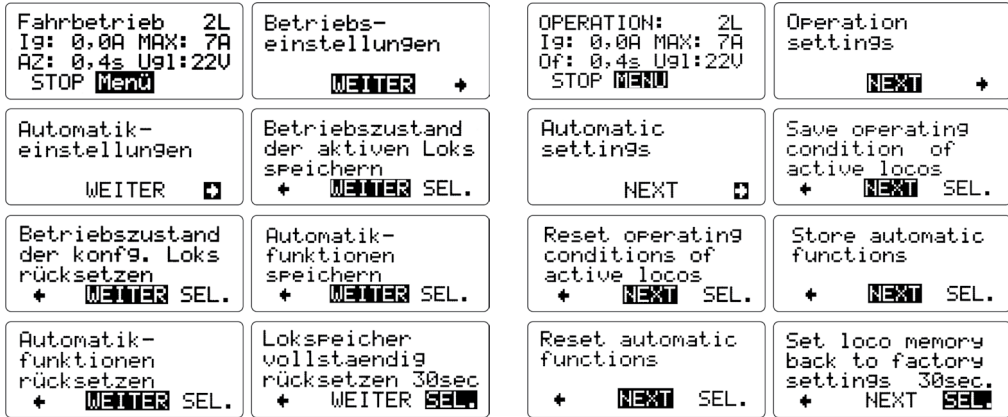 Fahrbetrieb 2L
Ig: 0,0A MAX: 7A
AZ: 0,4s Ugl:22V
STOP Menü
Betriebs-
einstellungen
WEITER →
Automatik-
einstellungen
WEITER →
Betriebszustand
der aktiven Loks
speichern
← WEITER SEL.
Betriebszustand
der konfg. Loks
rücksetzen
← WEITER SEL.
Automatik-
funktionen
speichern
← WEITER SEL.
Automatik-
funktionen
rücksetzen
← WEITER SEL.
Lokspeicher
vollstaendig
rücksetzen 30sec
← WEITER SEL.
OPERATION: 2L
Ig: 0,0A MAX: 7A
Of: 0,4s Ugl:22V
STOP MENU
Operation
settings
NEXT →
Automatic
settings
NEXT →
Save operating
condition of
active locos
← NEXT SEL.
Reset operating
conditions of
active locos
← NEXT SEL.
Store automatic
functions
← NEXT SEL.
Reset automatic
functions
← NEXT SEL.
Set loco memory
back to factory
settings 30sec.
← NEXT SEL.